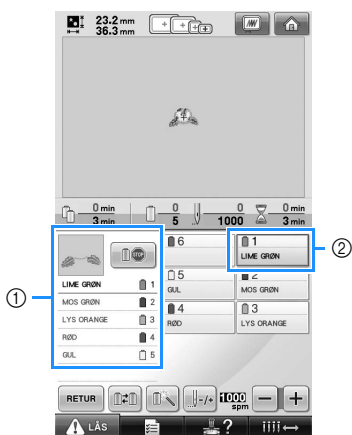 23.2 mm
36.3 mm
0 min
3 min
0
5
0
1000
0 min
3 min
LIME GRØN 1
MOS GRØN 2
LYS ORANGE 3
RØD 4
GUL 5
6
1
LIME GRØN
5
GUL
2
MOS GRØN
4
RØD
3
LYS ORANGE
①
②
RETUR
-/+
1000
spm
−
+
LÅS
?